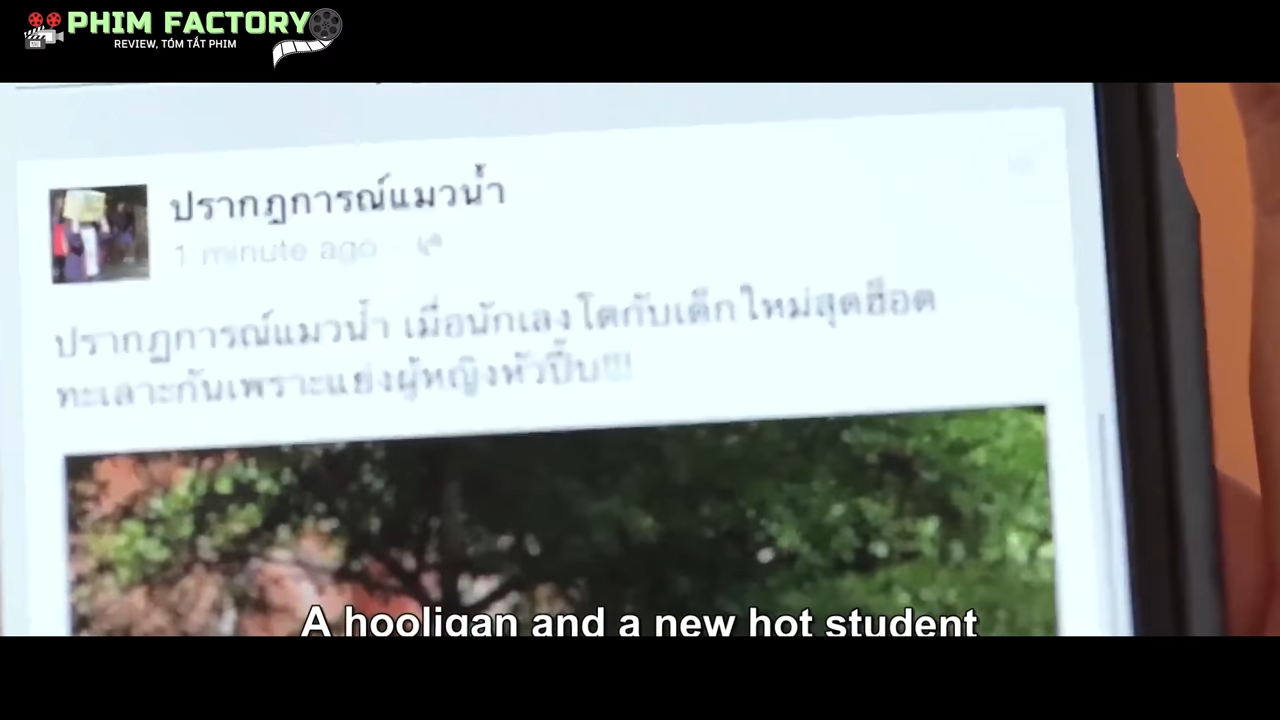 PHIM FACTORY
REVIEW, TÓM TẮT PHIM
ปรากฏการณ์แมวน้ำ
1 minute ago
ปรากฏการณ์แมวน้ำ เมื่อนักเลงโตกับเด็กใหม่สุดฮ็อต
ทะเลาะกันเพราะแย่งผู้หญิงหัวปี๊บ!!!
A hooligan and a new hot student